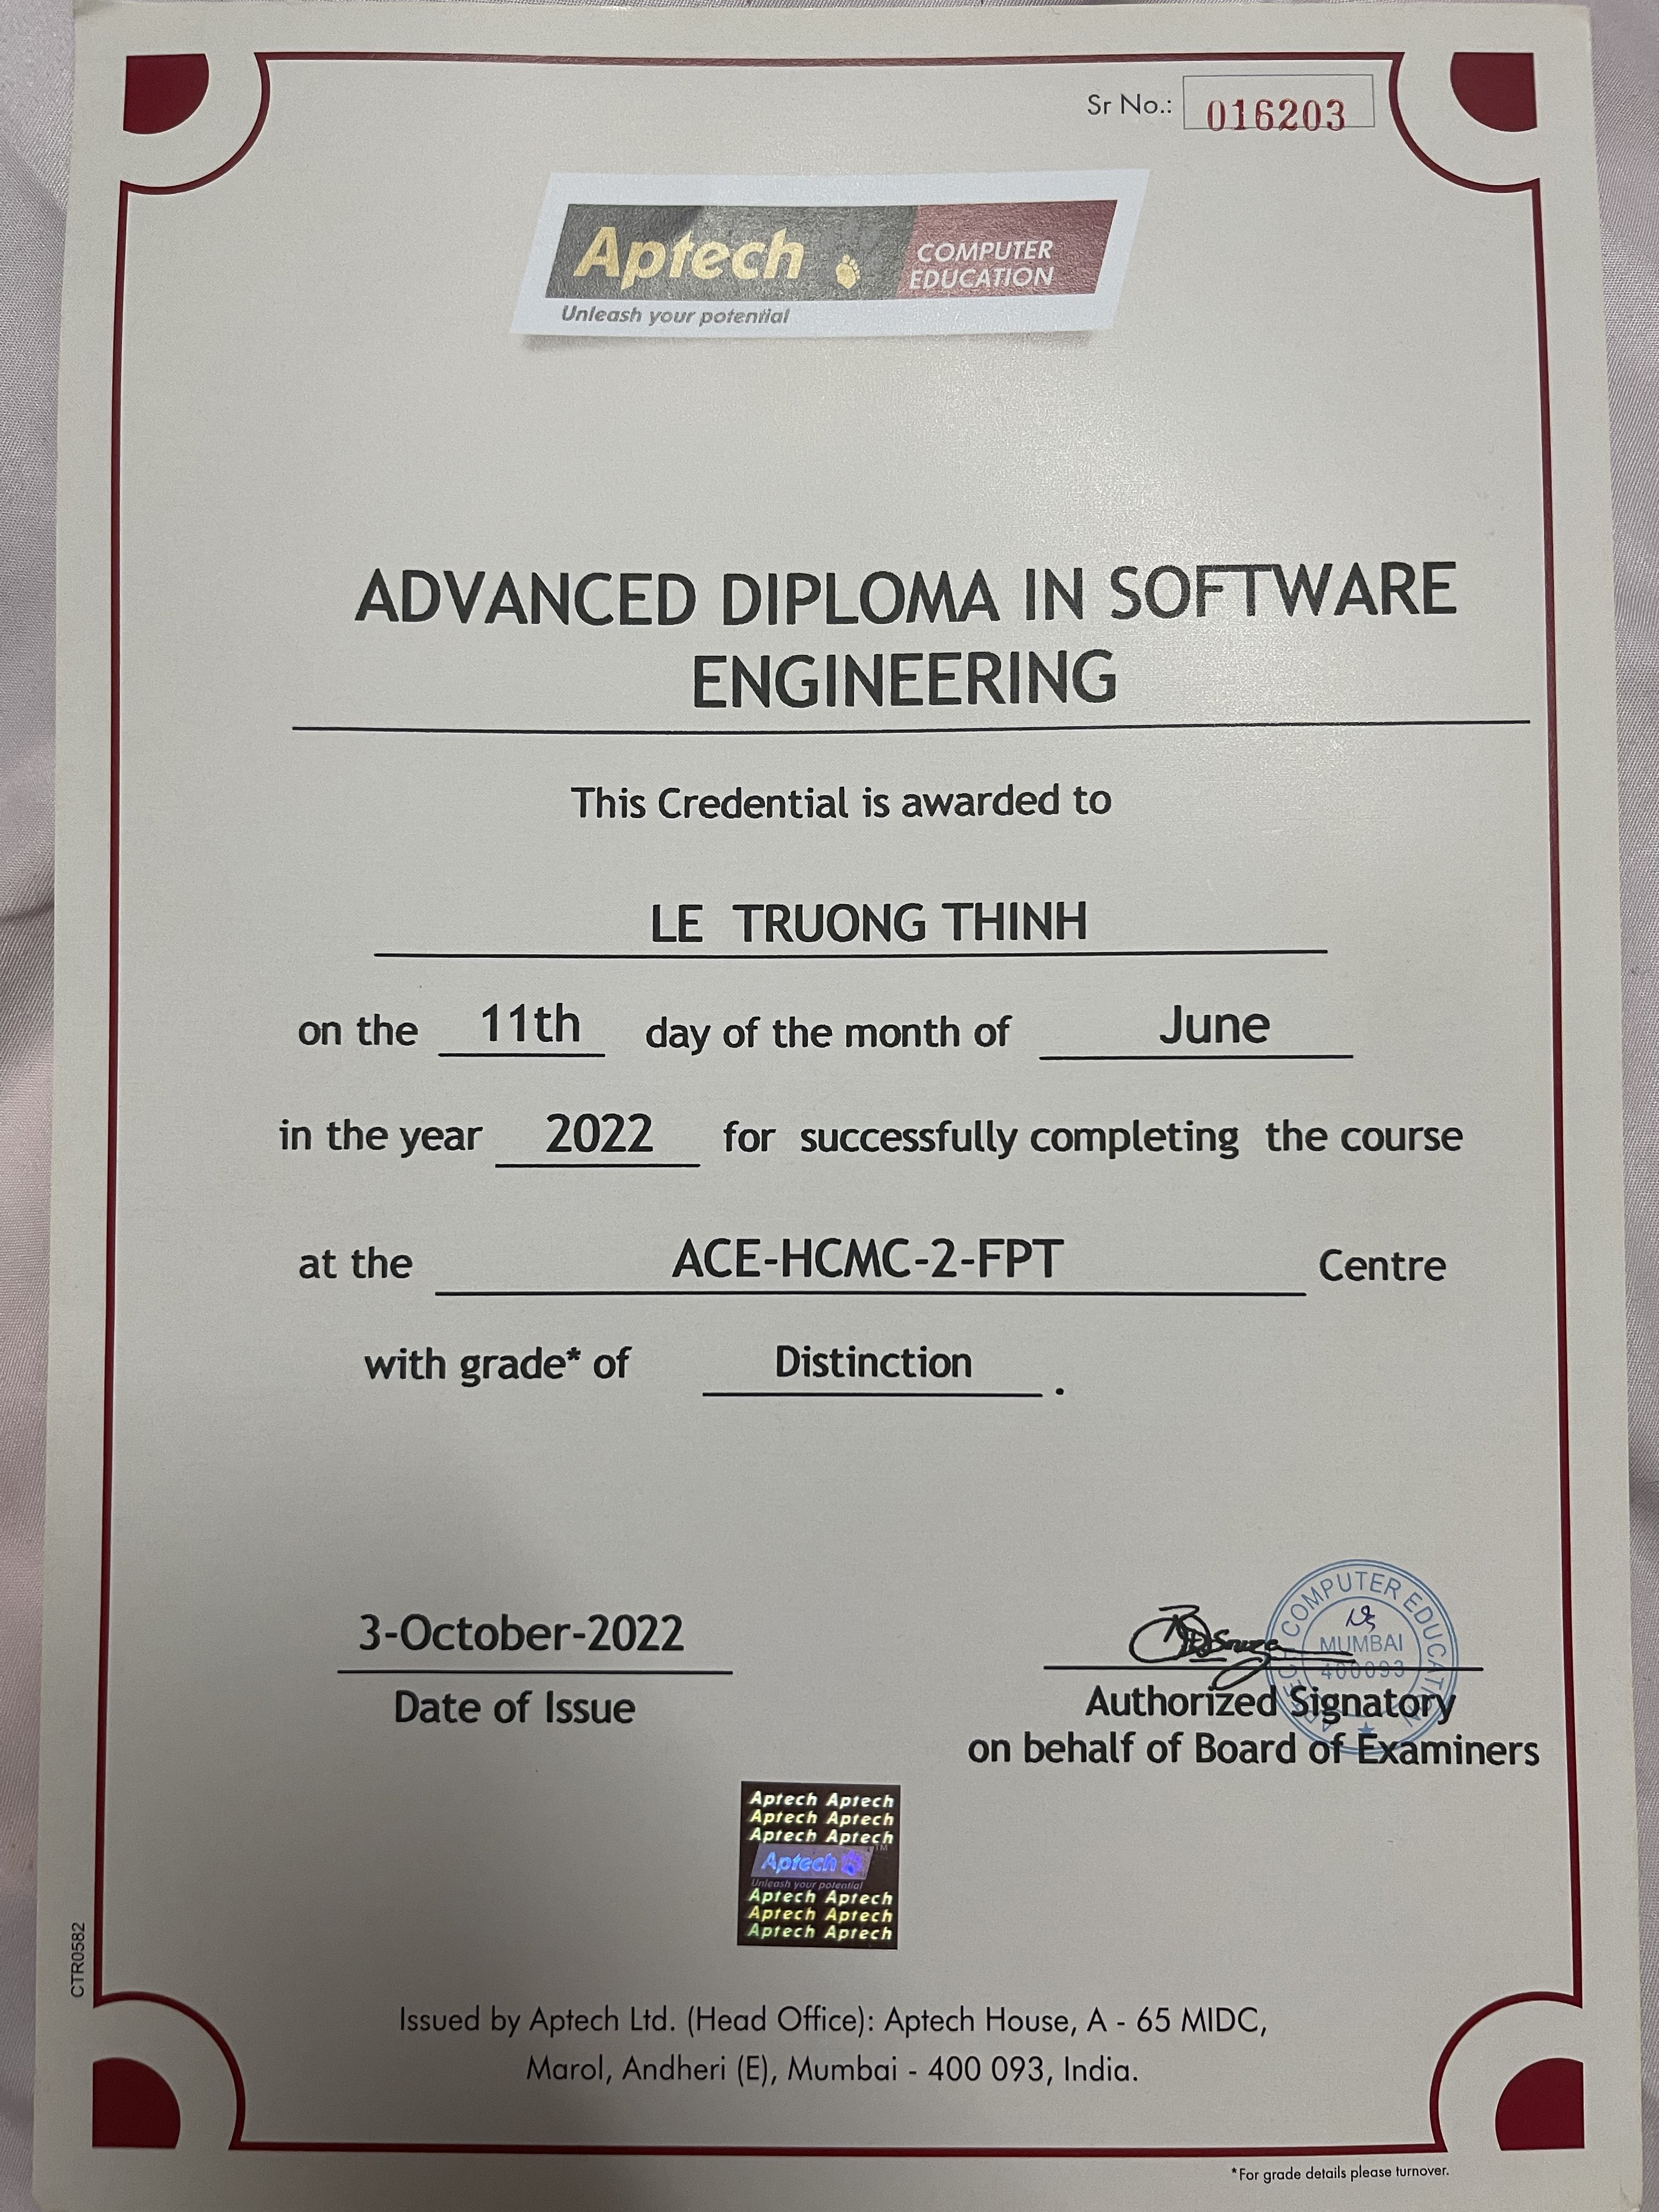 Sr No.: 016203
Aptech COMPUTER EDUCATION
Unleash your potential
ADVANCED DIPLOMA IN SOFTWARE
ENGINEERING
This Credential is awarded to
LE TRUONG THINH
on the 11th day of the month of June
in the year 2022 for successfully completing the course
at the ACE-HCMC-2-FPT Centre
with grade* of Distinction .
3-October-2022
Date of Issue
COMPUTER EDUCATION
MUMBAI
400093
Authorized Signatory
on behalf of Board of Examiners
Aptech Aptech
Aptech Aptech
Aptech Aptech
Aptech TM
Unleash your potential
Aptech Aptech
Aptech Aptech
Aptech Aptech
CTR0582
Issued by Aptech Ltd. (Head Office): Aptech House, A - 65 MIDC,
Marol, Andheri (E), Mumbai - 400 093, India.
*For grade details please turnover.